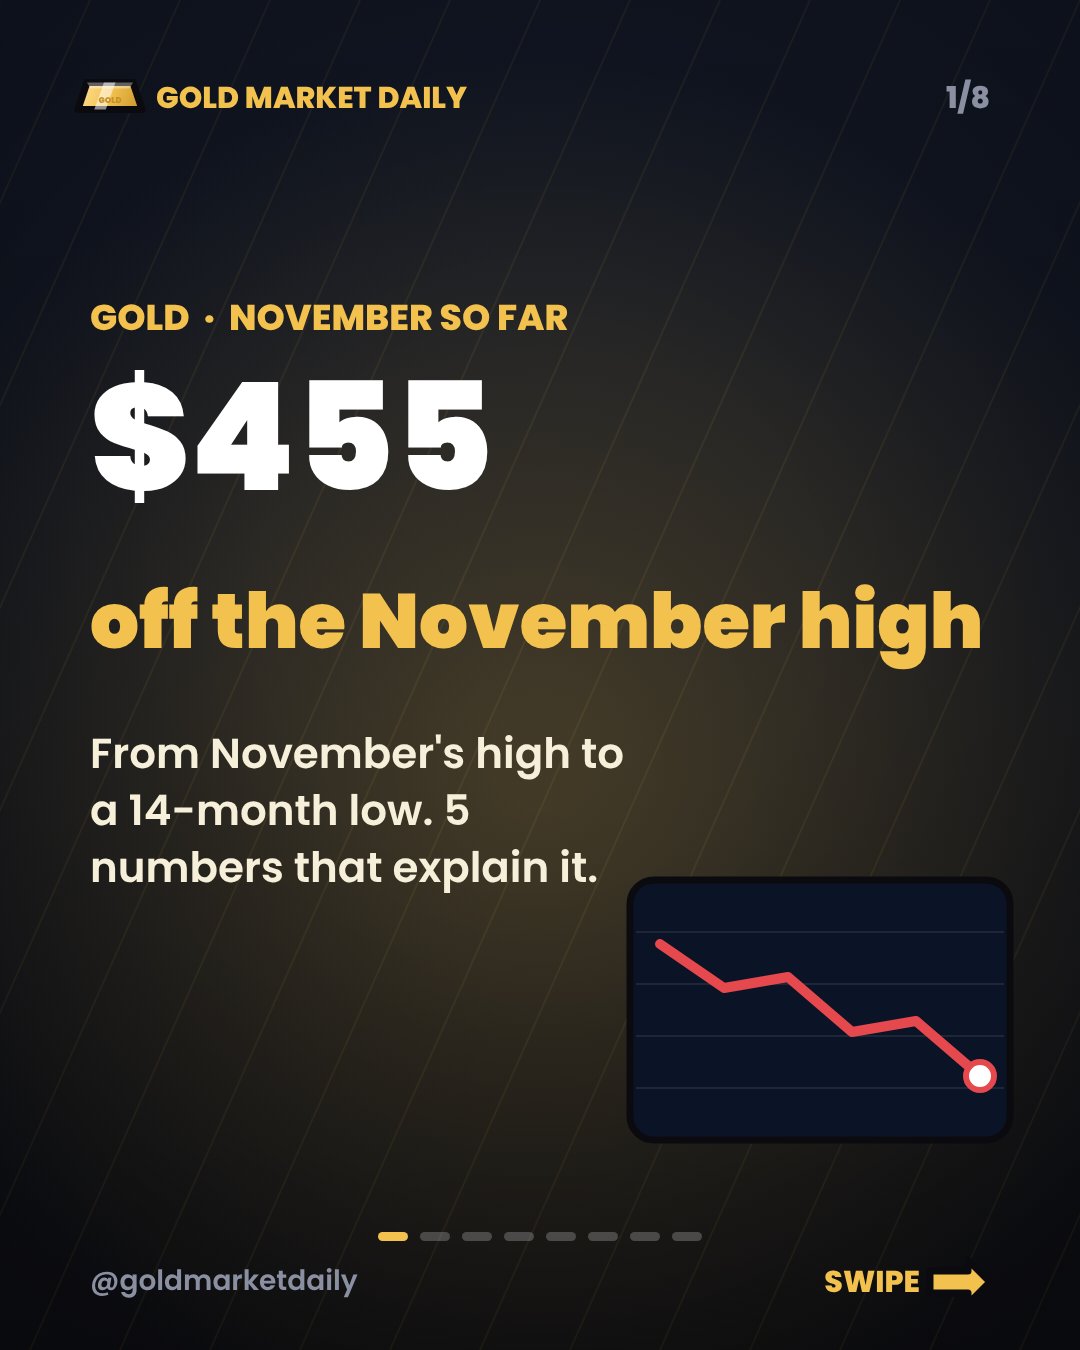 GOLD
GOLD MARKET DAILY
1/8
GOLD · NOVEMBER SO FAR
$455
off the November high
From November's high to
a 14-month low. 5
numbers that explain it.
@goldmarketdaily
SWIPE